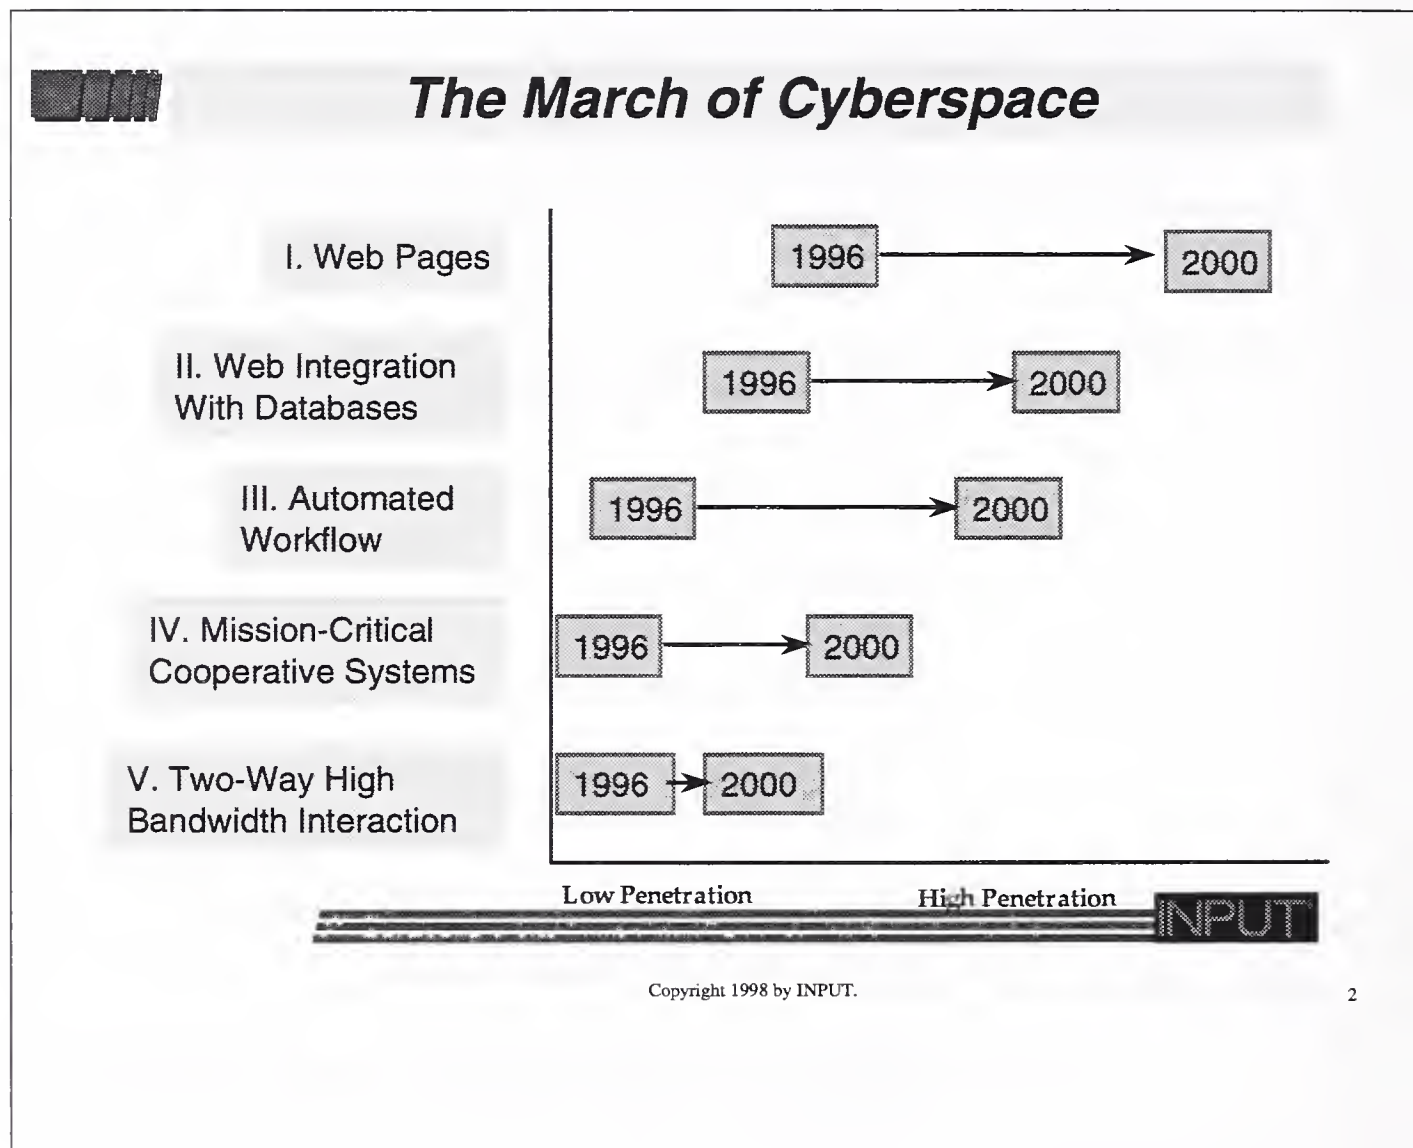 The March of Cyberspace
I. Web Pages
1996
2000
II. Web Integration
With Databases
1996
2000
III. Automated
Workflow
1996
2000
IV. Mission-Critical
Cooperative Systems
1996
2000
V. Two-Way High
Bandwidth Interaction
1996
2000
Low Penetration
High Penetration
INPUT
Copyright 1998 by INPUT.
2